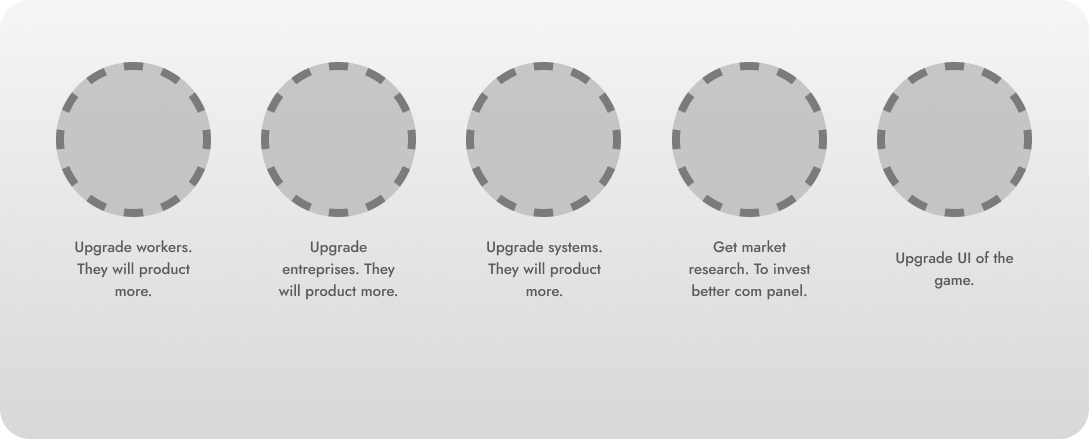 Upgrade workers.
They will product
more.
Upgrade
entreprises. They
will product more.
Upgrade systems.
They will product
more.
Get market
research. To invest
better com panel.
Upgrade UI of the
game.